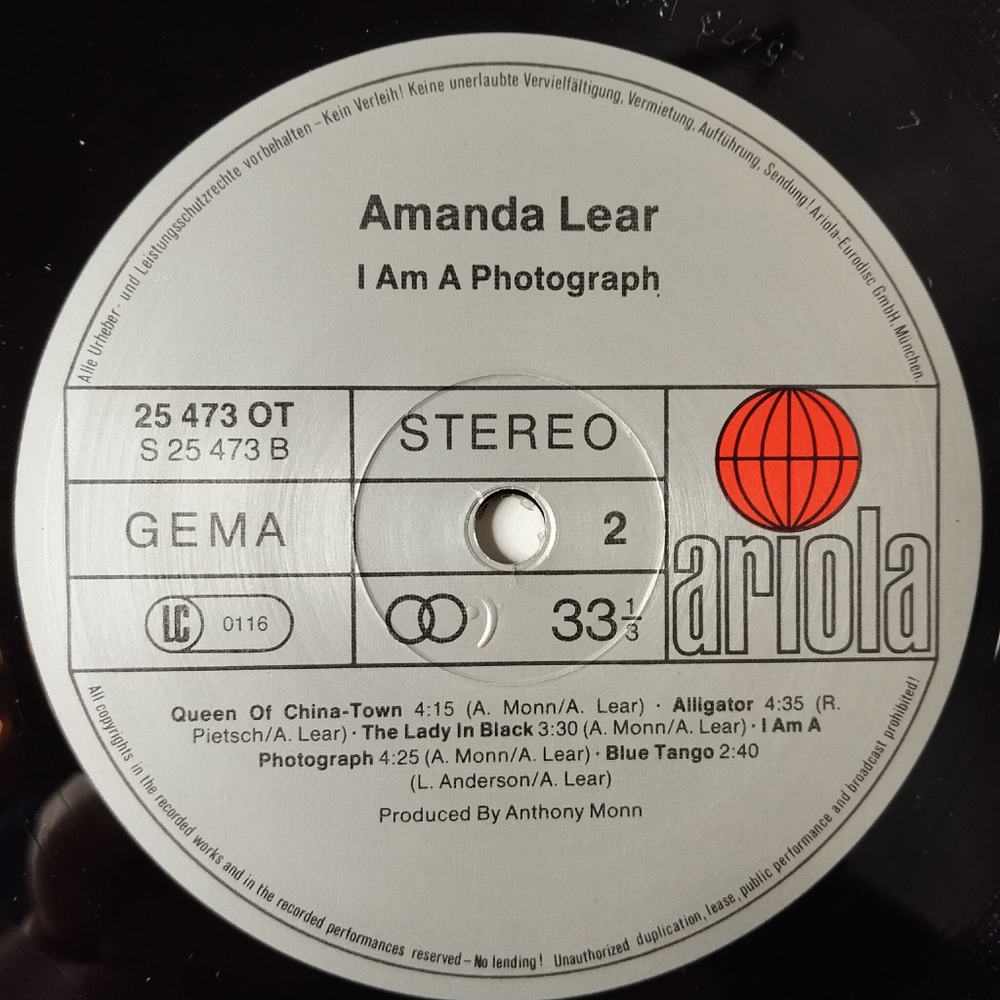 25473
Alle Urheber- und Leistungsschutzrechte vorbehalten – Kein Verleih! Keine unerlaubte Vervielfältigung, Vermietung, Aufführung, Sendung! Ariola-Eurodisc GmbH, München.
Amanda Lear
I Am A Photograph
25 473 OT
S 25 473 B
STEREO
GEMA
2
LC 0116
33 1/3
ariola
Queen Of China-Town 4:15 (A. Monn/A. Lear) · Alligator 4:35 (R.
Pietsch/A. Lear) · The Lady In Black 3:30 (A. Monn/A. Lear) · I Am A
Photograph 4:25 (A. Monn/A. Lear) · Blue Tango 2:40
(L. Anderson/A. Lear)
Produced By Anthony Monn
All copyrights in the recorded works and in the recorded performances reserved – No lending! Unauthorized duplication, lease, public performance and broadcast prohibited!